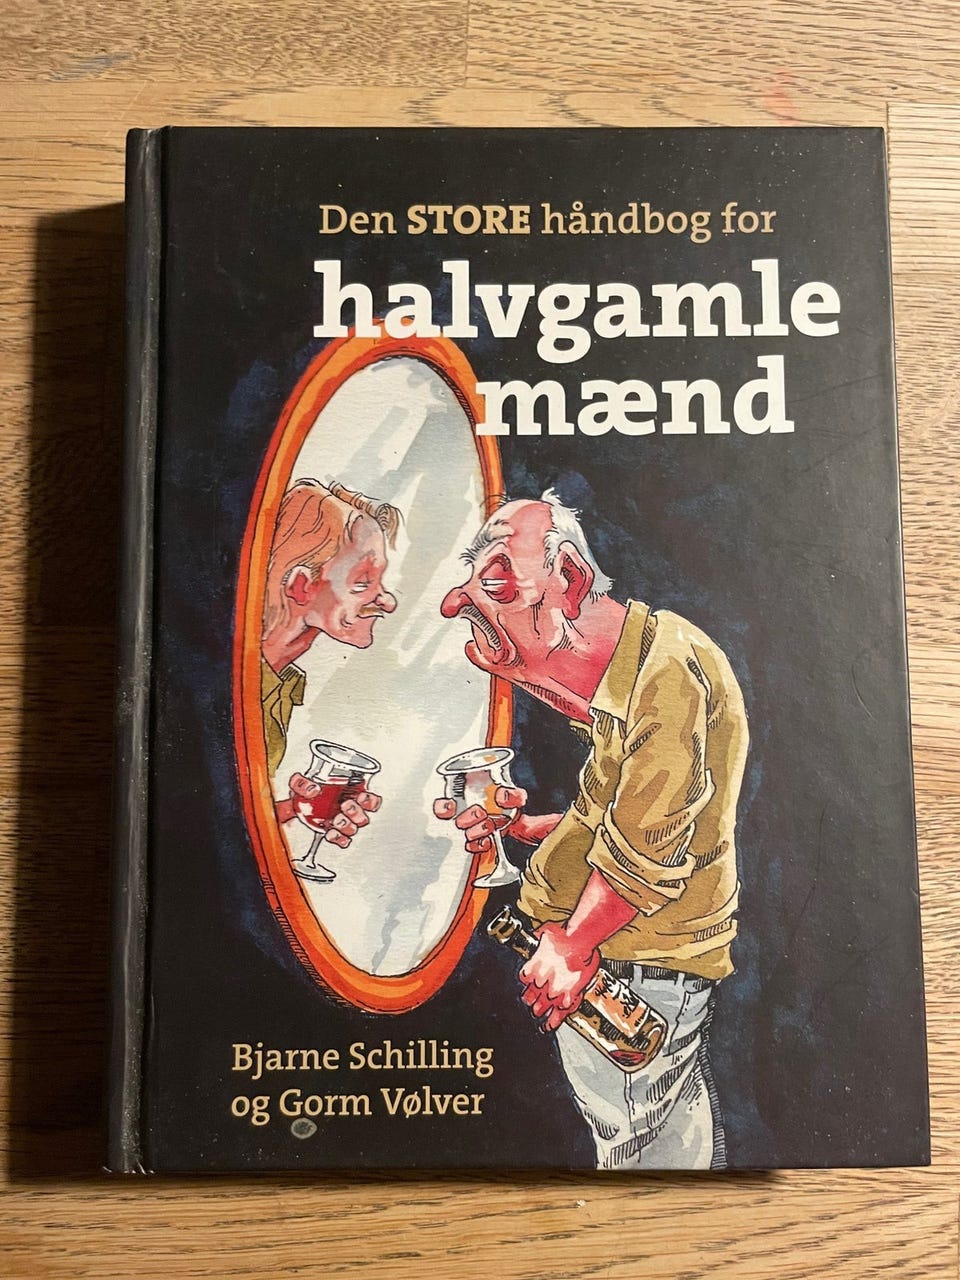 Den STORE håndbog for
halvgamle
mænd
Bjarne Schilling
og Gorm Vølver